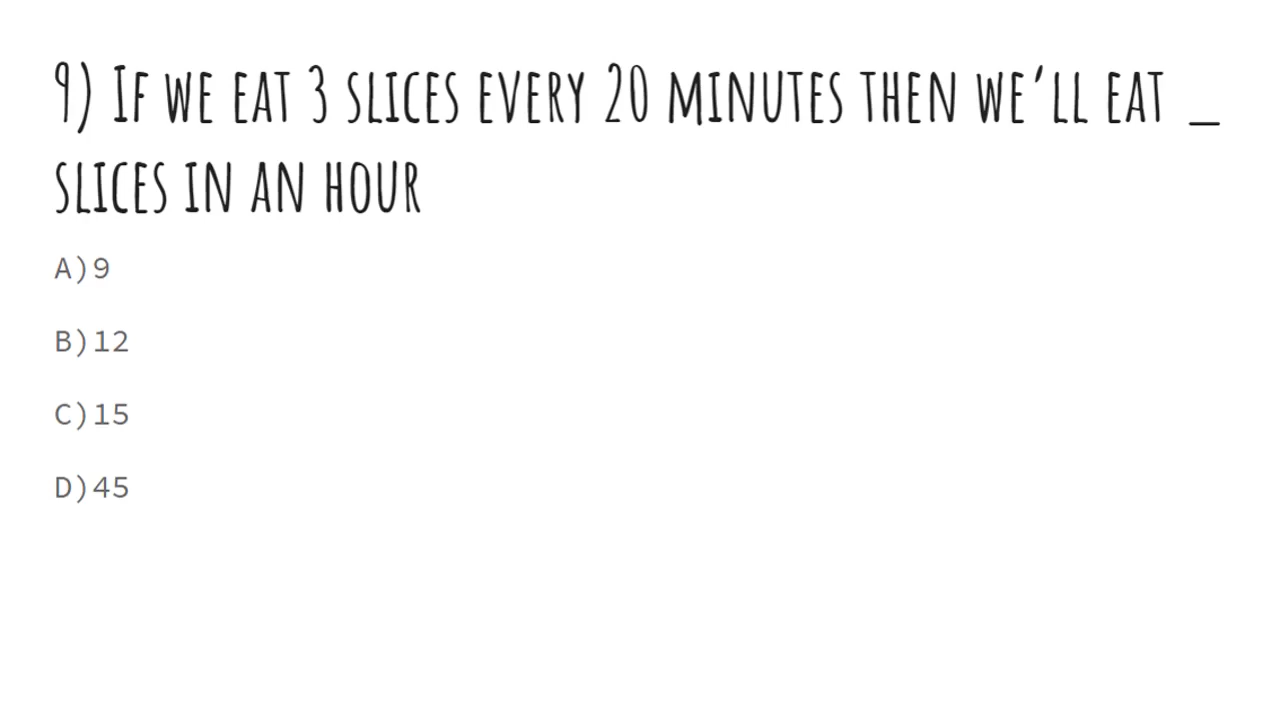 9) If we eat 3 slices every 20 minutes then we’ll eat _
slices in an hour
A)9
B)12
C)15
D)45